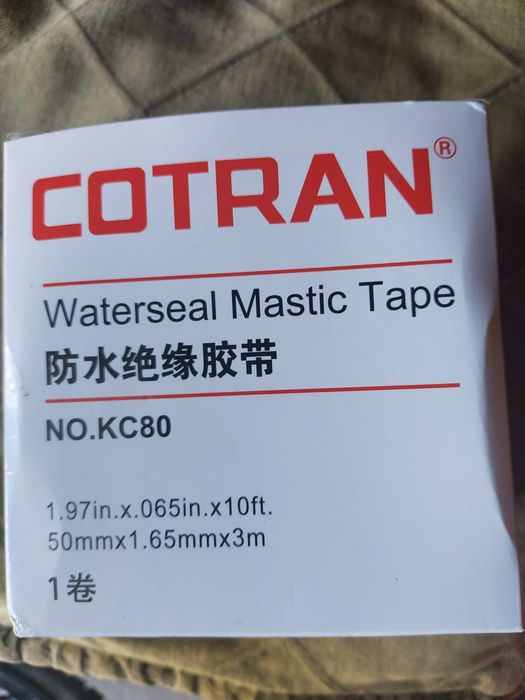 COTRAN®
Waterseal Mastic Tape
防水绝缘胶带
NO.KC80
1.97in.x.065in.x10ft.
50mmx1.65mmx3m
1卷